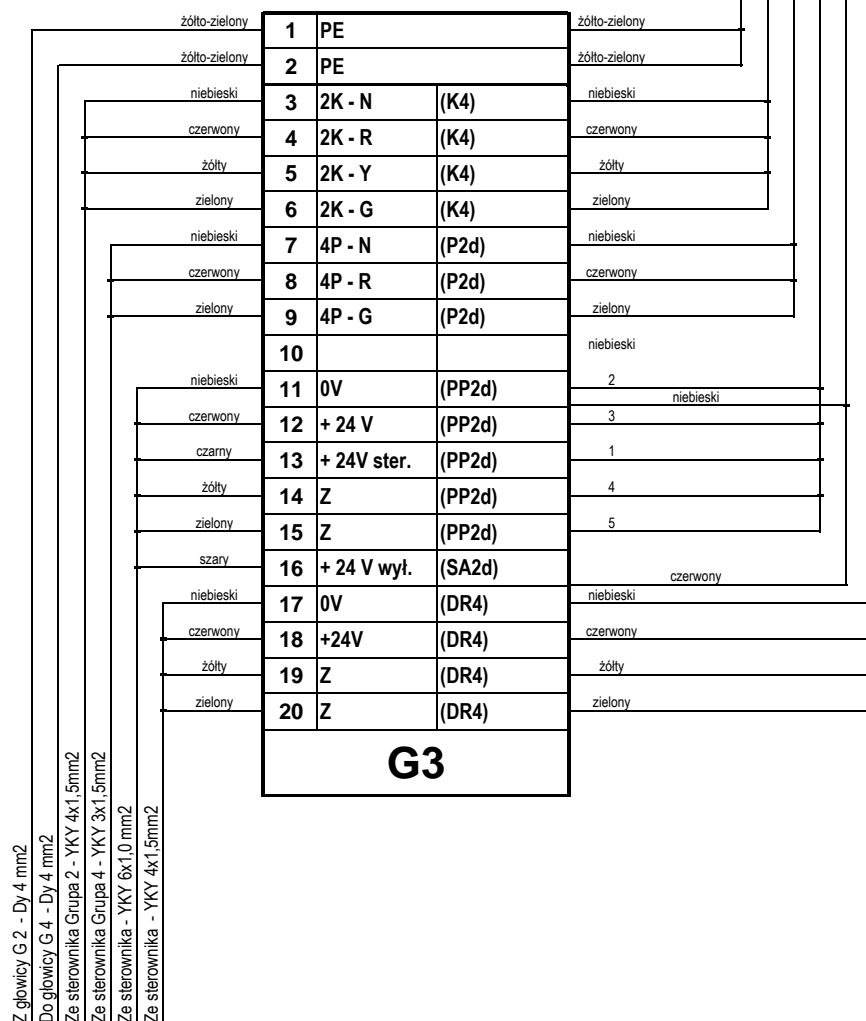 żółto-zielony 1 PE żółto-zielony
żółto-zielony 2 PE żółto-zielony
niebieski 3 2K - N (K4) niebieski
czerwony 4 2K - R (K4) czerwony
żółty 5 2K - Y (K4) żółty
zielony 6 2K - G (K4) zielony
niebieski 7 4P - N (P2d) niebieski
czerwony 8 4P - R (P2d) czerwony
zielony 9 4P - G (P2d) zielony
10 niebieski
niebieski 11 0V (PP2d) 2
niebieski
czerwony 12 + 24 V (PP2d) 3
czarny 13 + 24V ster. (PP2d) 1
żółty 14 Z (PP2d) 4
zielony 15 Z (PP2d) 5
szary 16 + 24 V wył. (SA2d) czerwony
niebieski 17 0V (DR4) niebieski
czerwony 18 +24V (DR4) czerwony
żółty 19 Z (DR4) żółty
zielony 20 Z (DR4) zielony
G3
Z głowicy G 2 - Dy 4 mm2
Do głowicy G 4 - Dy 4 mm2
Ze sterownika Grupa 2 - YKY 4x1,5mm2
Ze sterownika Grupa 4 - YKY 3x1,5mm2
Ze sterownika - YKY 6x1,0 mm2
Ze sterownika - YKY 4x1,5mm2